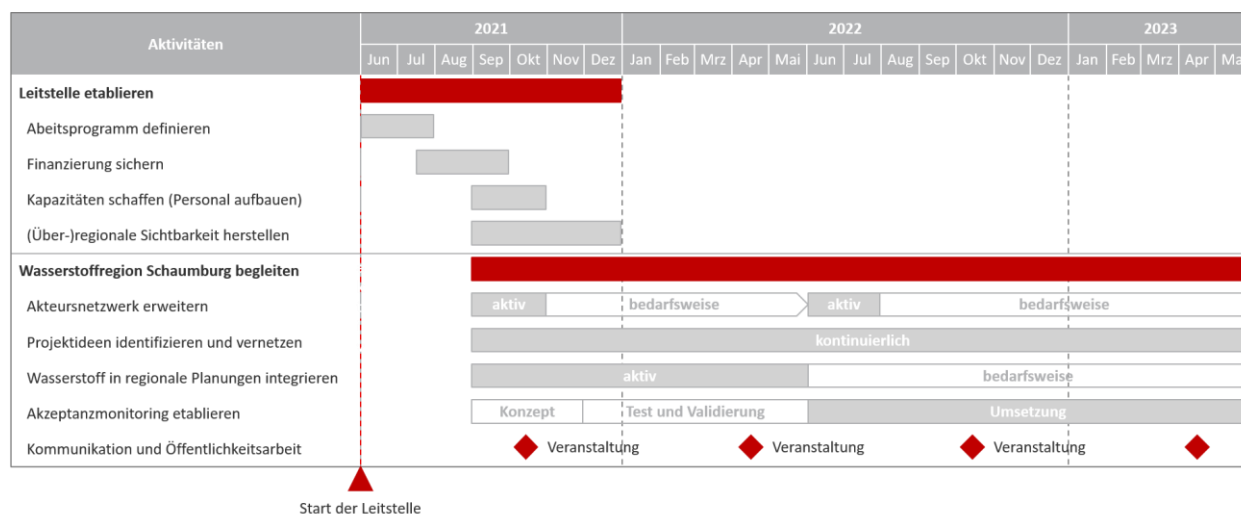 Aktivitäten 2021 2022 2023
Jun Jul Aug Sep Okt Nov Dez Jan Feb Mrz Apr Mai Jun Jul Aug Sep Okt Nov Dez Jan Feb Mrz Apr Ma
Leitstelle etablieren
Abeitsprogramm definieren
Finanzierung sichern
Kapazitäten schaffen (Personal aufbauen)
(Über-)regionale Sichtbarkeit herstellen
Wasserstoffregion Schaumburg begleiten
Akteursnetzwerk erweitern aktiv bedarfsweise aktiv bedarfsweise
Projektideen identifizieren und vernetzen kontinuierlich
Wasserstoff in regionale Planungen integrieren aktiv bedarfsweise
Akzeptanzmonitoring etablieren Konzept Test und Validierung Umsetzung
Kommunikation und Öffentlichkeitsarbeit Veranstaltung Veranstaltung Veranstaltung
Start der Leitstelle